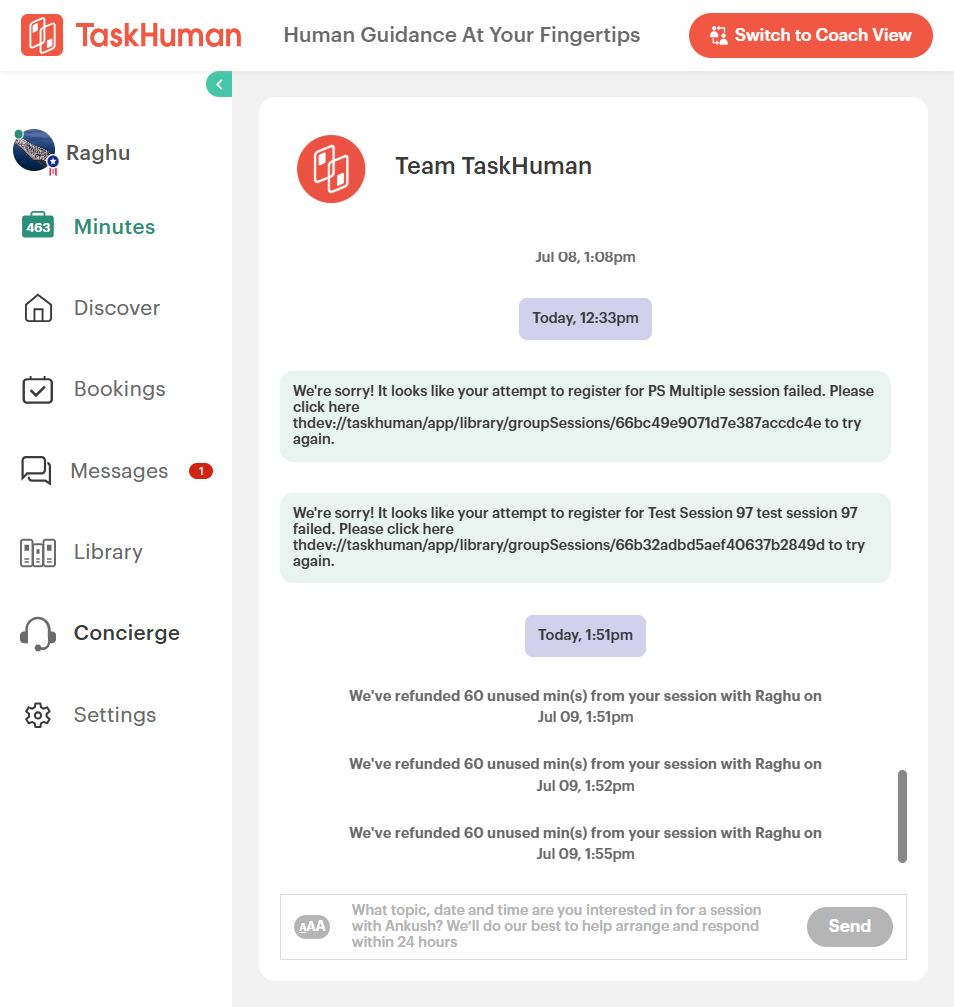 TaskHuman
Human Guidance At Your Fingertips
Switch to Coach View
Raghu
463
Minutes
Discover
Bookings
Messages
1
Library
Concierge
Settings
Team TaskHuman
Jul 08, 1:08pm
Today, 12:33pm
We're sorry! It looks like your attempt to register for PS Multiple session failed. Please
click here
thdev://taskhuman/app/library/groupSessions/66bc49e9071d7e387accdc4e to try
again.
We're sorry! It looks like your attempt to register for Test Session 97 test session 97
failed. Please click here
thdev://taskhuman/app/library/groupSessions/66b32adbd5aef40637b2849d to try
again.
Today, 1:51pm
We've refunded 60 unused min(s) from your session with Raghu on
Jul 09, 1:51pm
We've refunded 60 unused min(s) from your session with Raghu on
Jul 09, 1:52pm
We've refunded 60 unused min(s) from your session with Raghu on
Jul 09, 1:55pm
AAA
What topic, date and time are you interested in for a session
with Ankush? We’ll do our best to help arrange and respond
within 24 hours
Send